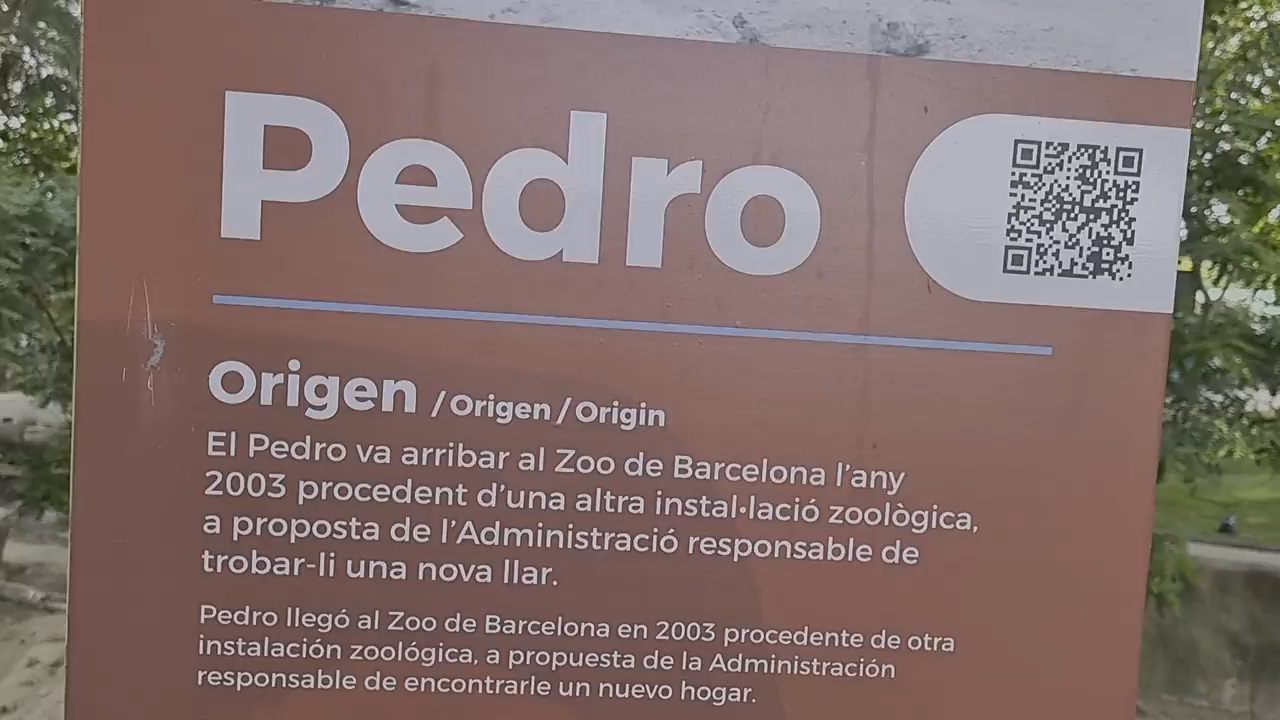 Pedro
Origen / Origen / Origin
El Pedro va arribar al Zoo de Barcelona l'any
2003 procedent d'una altra instal·lació zoològica,
a proposta de l'Administració responsable de
trobar-li una nova llar.
Pedro llegó al Zoo de Barcelona en 2003 procedente de otra
instalación zoológica, a propuesta de la Administración
responsable de encontrarle un nuevo hogar.